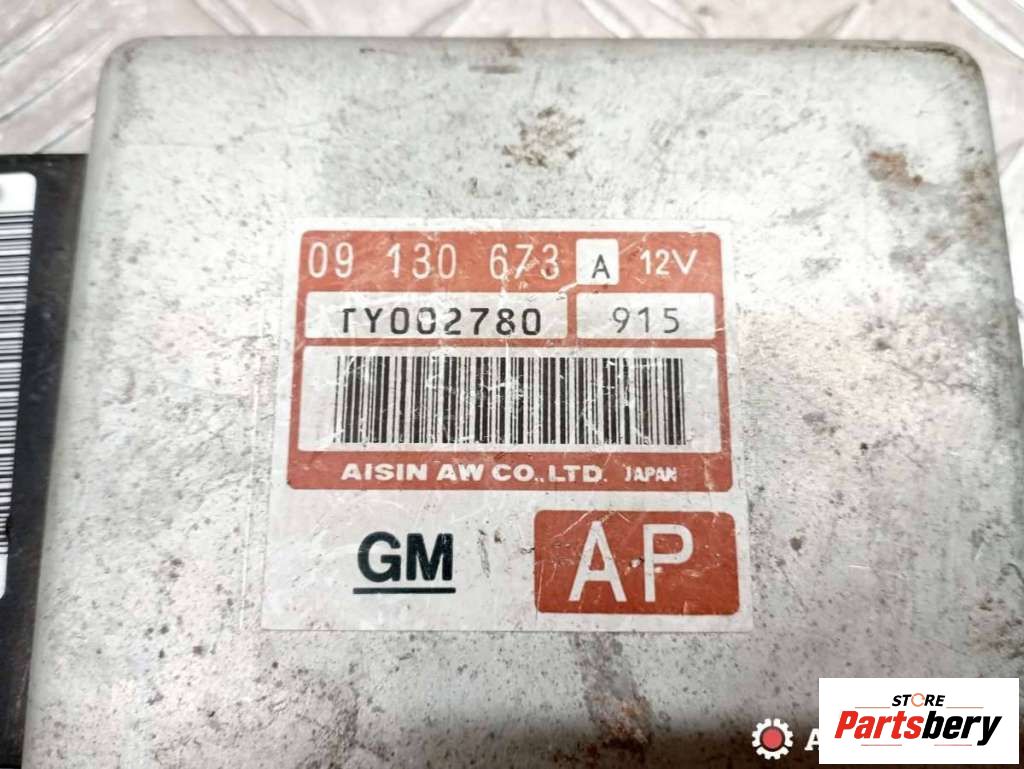 09 130 673 A 12V
TY002780 915
AISIN AW CO., LTD. JAPAN
GM AP
STORE
Partsbery